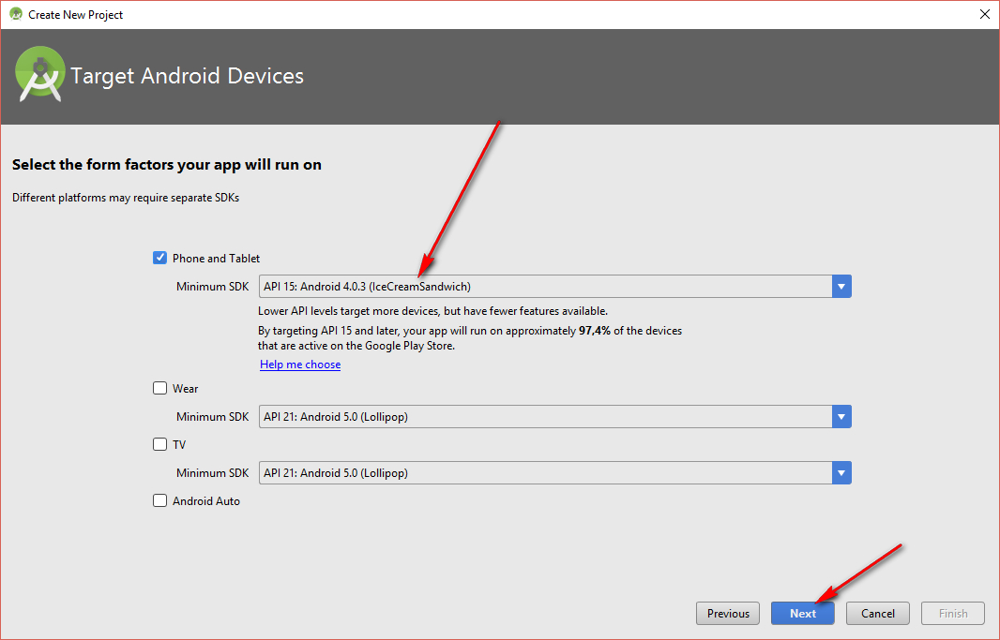 Create New Project
Target Android Devices
Select the form factors your app will run on
Different platforms may require separate SDKs
Phone and Tablet
Minimum SDK API 15: Android 4.0.3 (IceCreamSandwich)
Lower API levels target more devices, but have fewer features available.
By targeting API 15 and later, your app will run on approximately 97,4% of the devices
that are active on the Google Play Store.
Help me choose
Wear
Minimum SDK API 21: Android 5.0 (Lollipop)
TV
Minimum SDK API 21: Android 5.0 (Lollipop)
Android Auto
Previous Next Cancel Finish